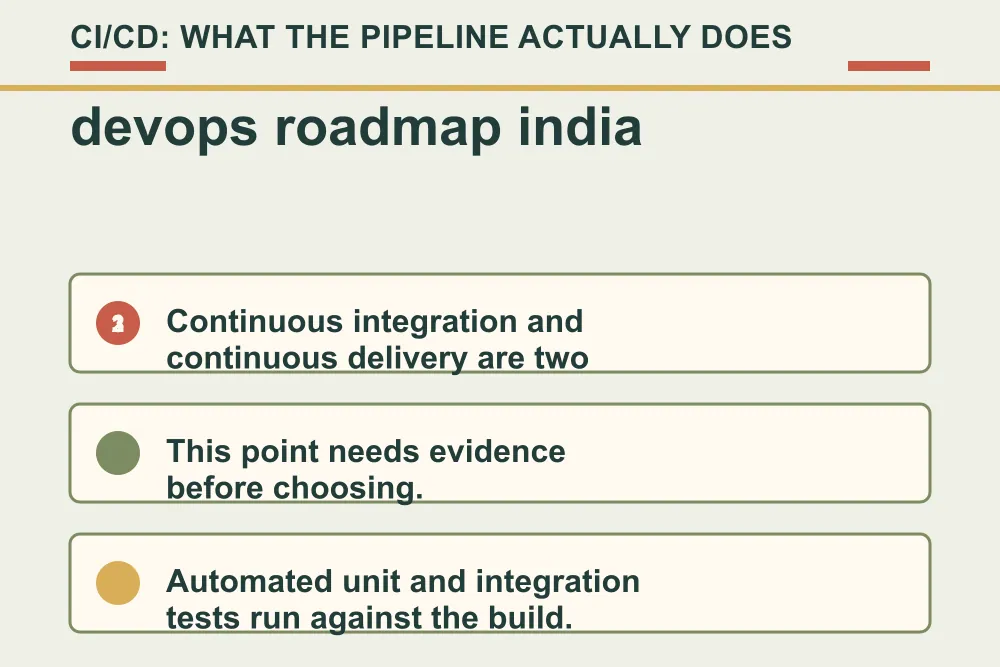 CI/CD: WHAT THE PIPELINE ACTUALLY DOES
devops roadmap india
Continuous integration and
continuous delivery are two
This point needs evidence
before choosing.
Automated unit and integration
tests run against the build.